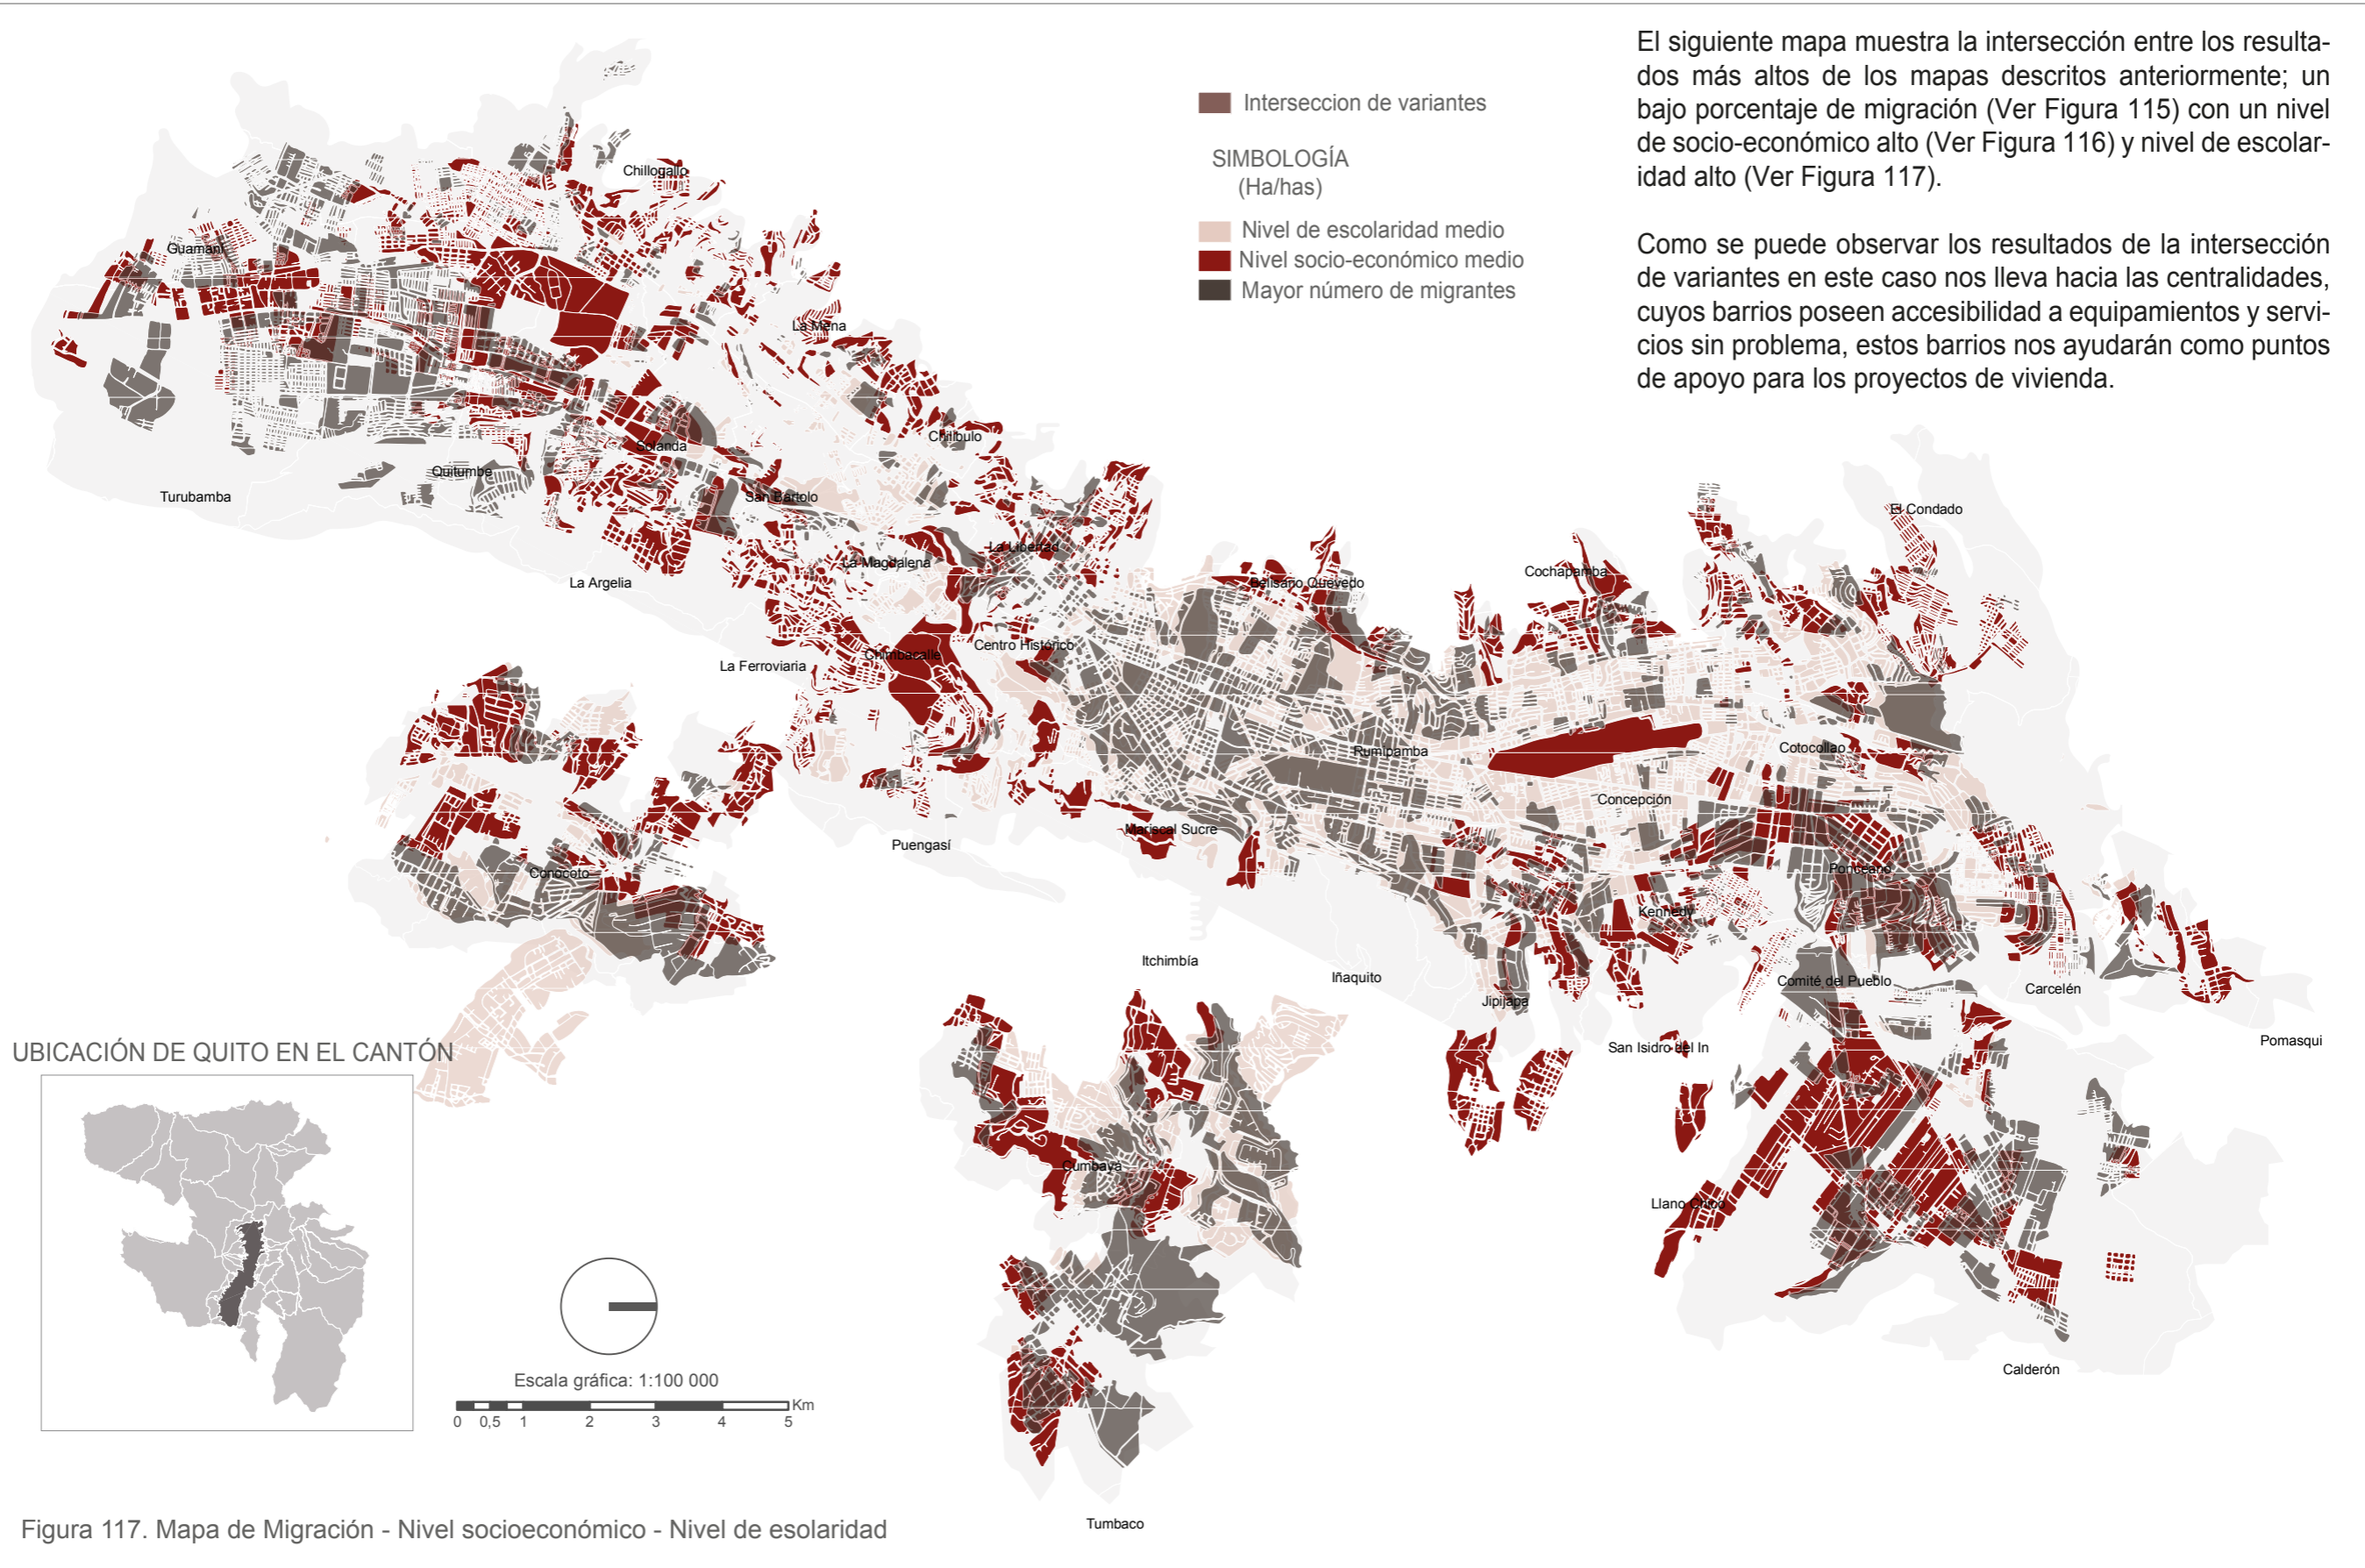 El siguiente mapa muestra la intersección entre los resulta-
dos más altos de los mapas descritos anteriormente; un
bajo porcentaje de migración (Ver Figura 115) con un nivel
de socio-económico alto (Ver Figura 116) y nivel de escolar-
idad alto (Ver Figura 117).
Como se puede observar los resultados de la intersección
de variantes en este caso nos lleva hacia las centralidades,
cuyos barrios poseen accesibilidad a equipamientos y servi-
cios sin problema, estos barrios nos ayudarán como puntos
de apoyo para los proyectos de vivienda.
Interseccion de variantes
SIMBOLOGÍA
(Ha/has)
Nivel de escolaridad medio
Nivel socio-económico medio
Mayor número de migrantes
Chillogallo
Guamaní
La Mena
Chilibulo
Solanda
Quitumbe
San Bartolo
Turubamba
El Condado
La Libertad
La Magdalena
La Argelia
Belisario Quevedo
Cochapamba
Centro Histórico
Chimbacalle
La Ferroviaria
Rumipamba
Cotocollao
Concepción
Mariscal Sucre
Puengasí
Conocoto
Ponceano
Kennedy
Itchimbía
Iñaquito
Jipijapa
Comité del Pueblo
Carcelén
San Isidro del In
Pomasqui
Cumbayá
Llano Chico
Calderón
Tumbaco
UBICACIÓN DE QUITO EN EL CANTÓN
Escala gráfica: 1:100 000
Km
0 0,5 1 2 3 4 5
Figura 117. Mapa de Migración - Nivel socioeconómico - Nivel de esolaridad